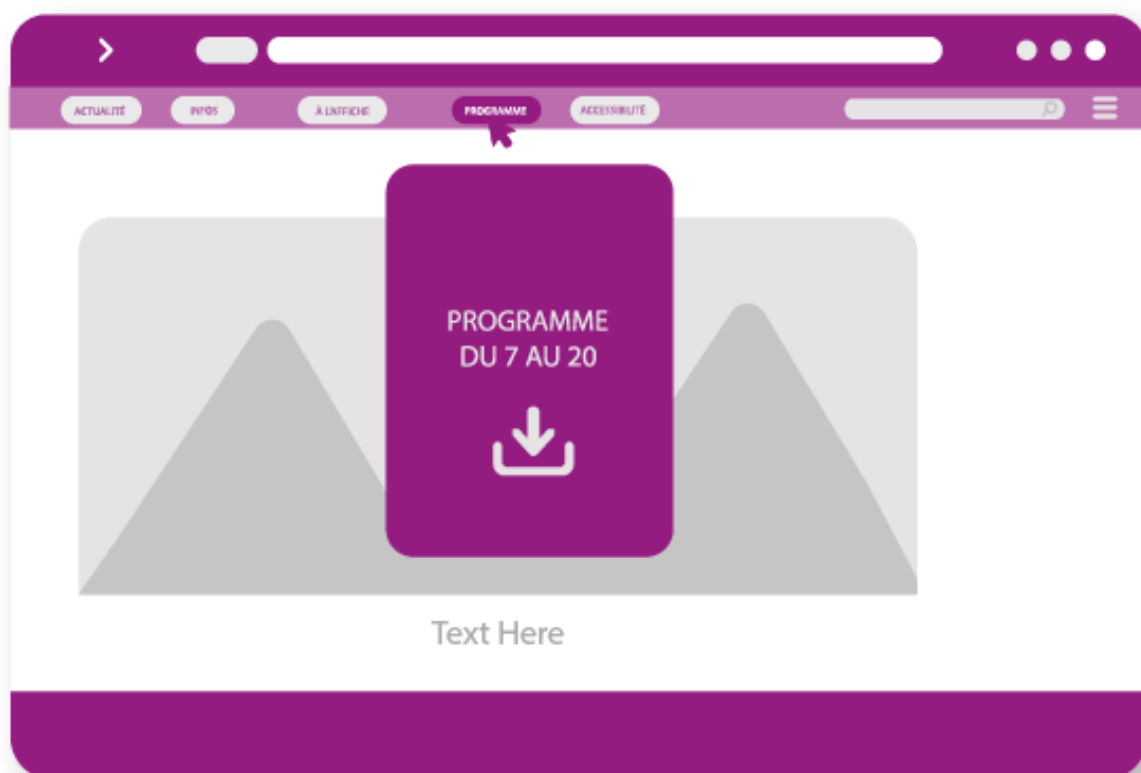 ACTUALITÉ
INFOS
À L'AFFICHE
PROGRAMME
ACCESSIBILITÉ
PROGRAMME
DU 7 AU 20
Text Here